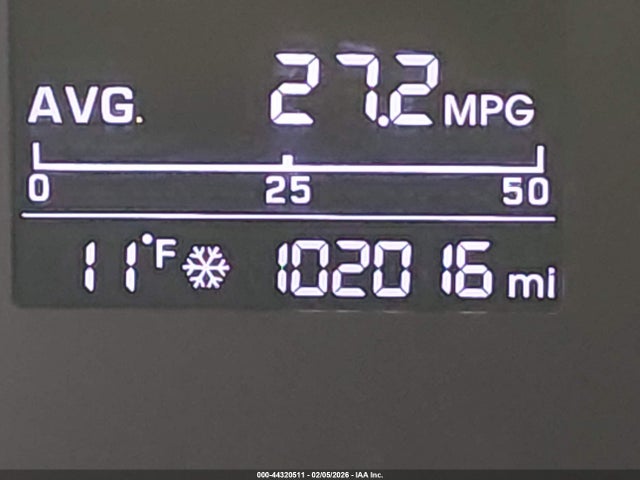 AVG. 27.2 MPG
0 25 50
11°F 102016 mi
000-44320511 - 02/05/2026 - IAA Inc.